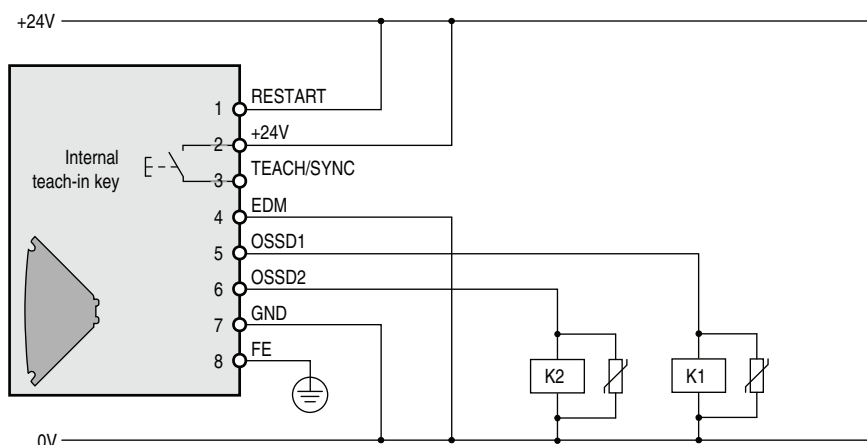 +24V
1 RESTART
2 +24V
Internal
teach-in key
3 TEACH/SYNC
4 EDM
5 OSSD1
6 OSSD2
7 GND
8 FE
K2
K1
0V